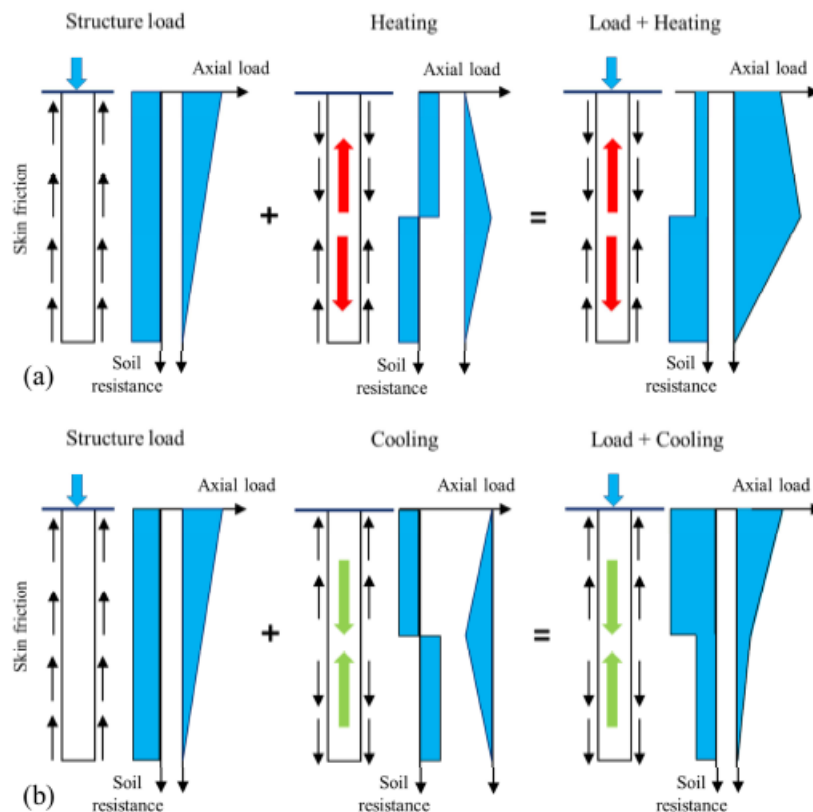 Structure load
Heating
Load + Heating
Axial load
Axial load
Axial load
Skin friction
+
=
Soil
resistance
Soil
resistance
Soil
resistance
(a)
Structure load
Cooling
Load + Cooling
Axial load
Axial load
Axial load
Skin friction
+
=
Soil
resistance
Soil
resistance
Soil
resistance
(b)